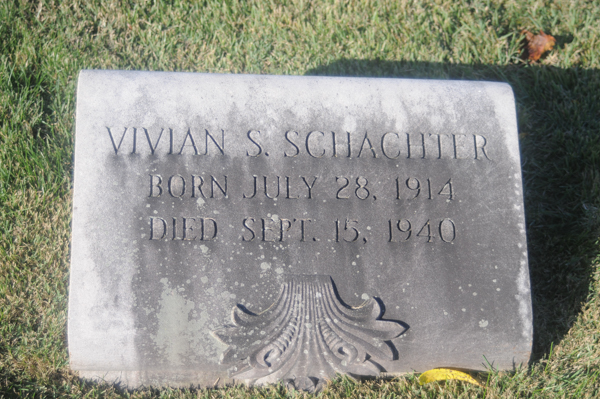 VIVIAN S. SCHACHTER
BORN JULY 28, 1914
DIED SEPT. 15, 1940